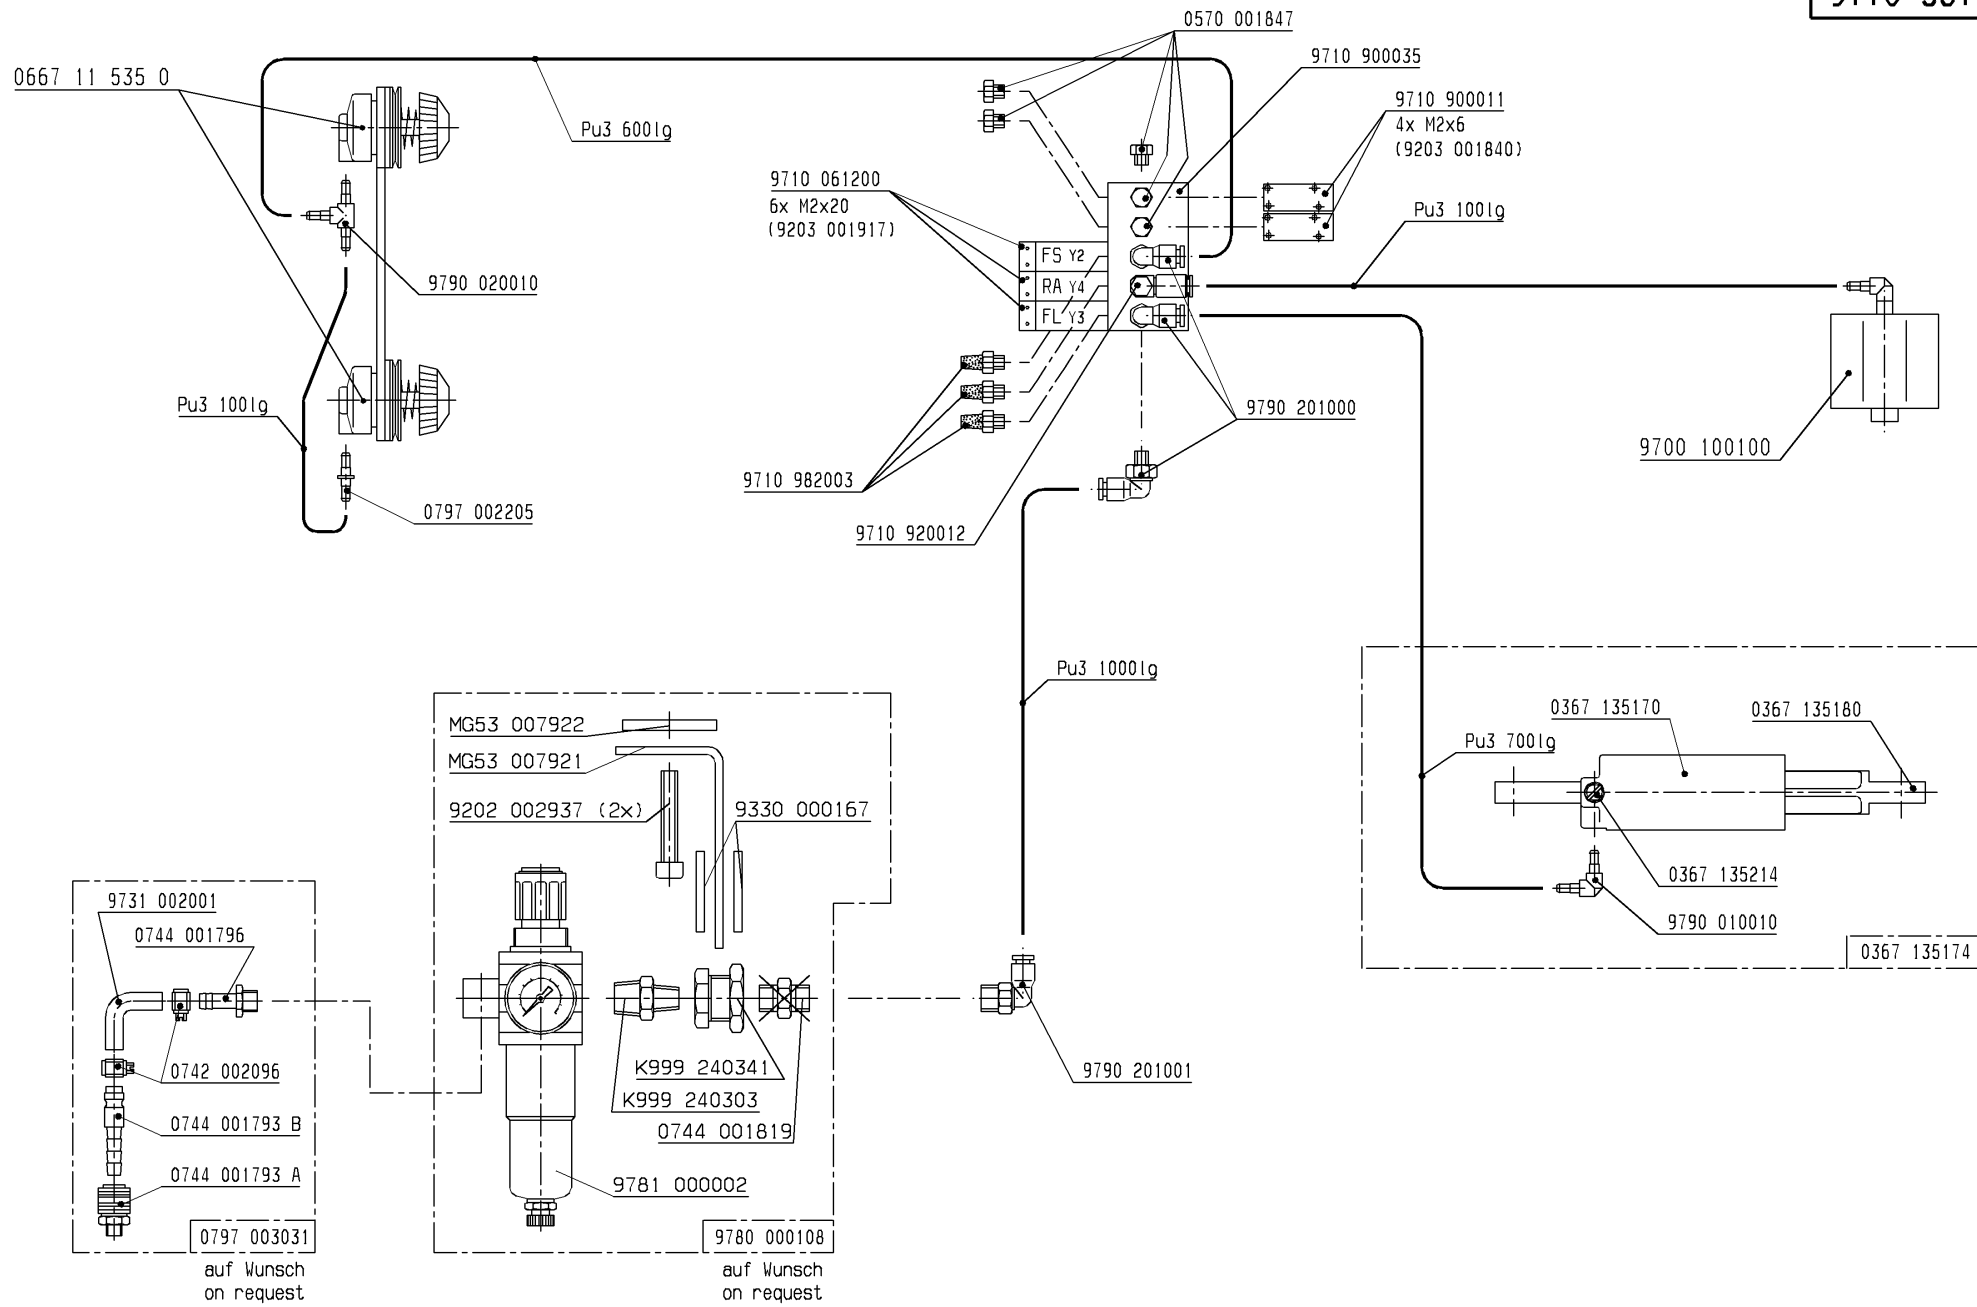 0570 001847
9710 900035
0667 11 535 0
9710 900011
4x M2x6
(9203 001840)
Pu3 600lg
9710 061200
6x M2x20
(9203 001917)
Pu3 100lg
FS Y2
RA Y4
FL Y3
9790 020010
Pu3 100lg
9790 201000
9700 100100
9710 982003
0797 002205
9710 920012
Pu3 1000lg
MG53 007922
MG53 007921
9202 002937 (2x)
9330 000167
0367 135170
0367 135180
Pu3 700lg
0367 135214
9790 010010
0367 135174
9731 002001
0744 001796
0742 002096
0744 001793 B
0744 001793 A
K999 240341
K999 240303
0744 001819
9781 000002
9790 201001
0797 003031
auf Wunsch
on request
9780 000108
auf Wunsch
on request